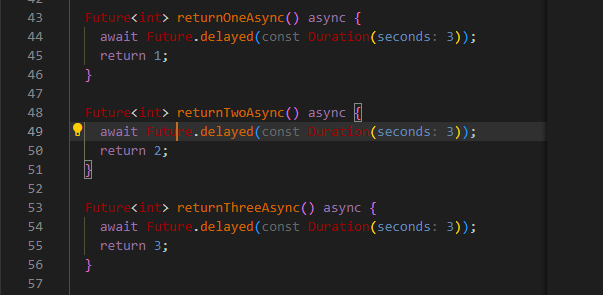 42
43 Future<int> returnOneAsync() async {
44 await Future.delayed(const Duration(seconds: 3));
45 return 1;
46 }
47
48 Future<int> returnTwoAsync() async {
49 await Future.delayed(const Duration(seconds: 3));
50 return 2;
51 }
52
53 Future<int> returnThreeAsync() async {
54 await Future.delayed(const Duration(seconds: 3));
55 return 3;
56 }
57